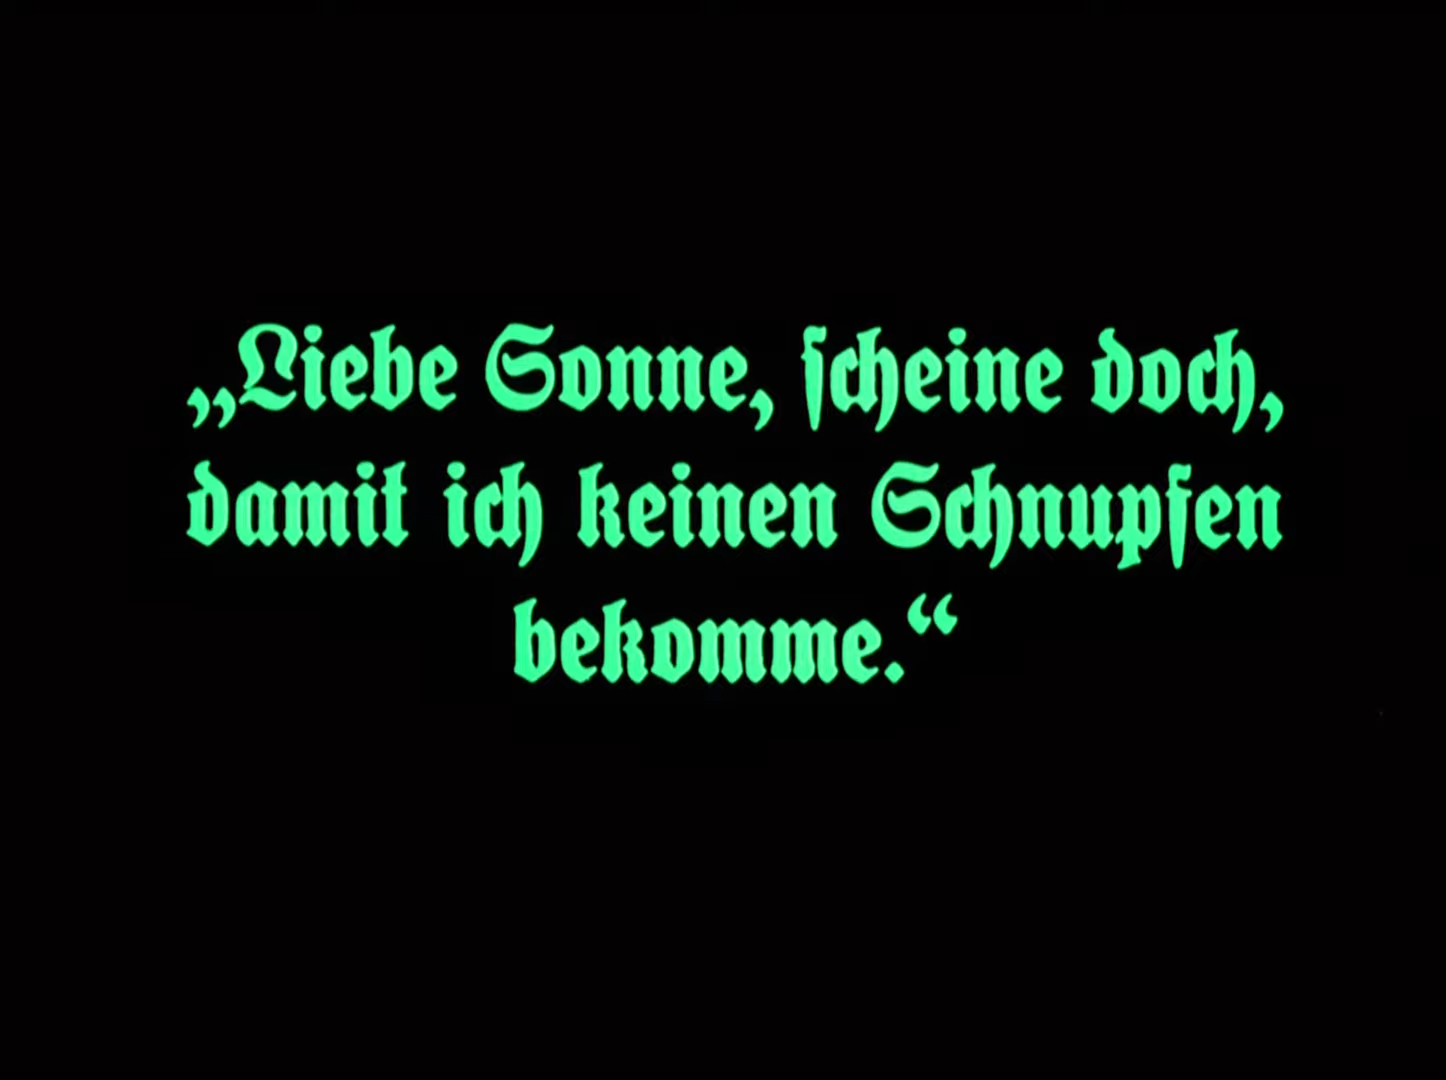 „Liebe Sonne, ſcheine doch,
damit ich keinen Schnupfen
bekomme.“